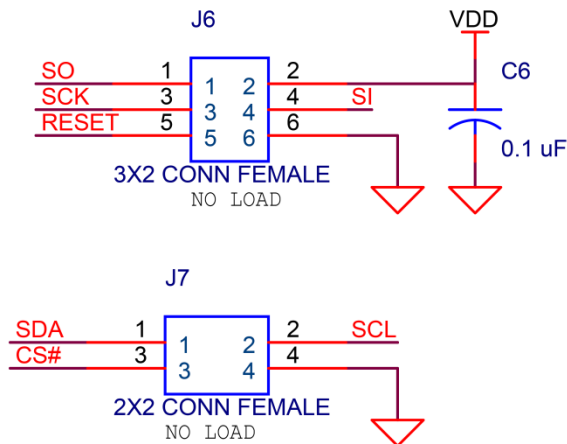 J6
VDD
SO 1 1 2 2 C6
SCK 3 3 4 4 SI
RESET 5 5 6 6 0.1 uF
3X2 CONN FEMALE
NO LOAD
J7
SDA 1 1 2 2 SCL
CS# 3 3 4 4
2X2 CONN FEMALE
NO LOAD